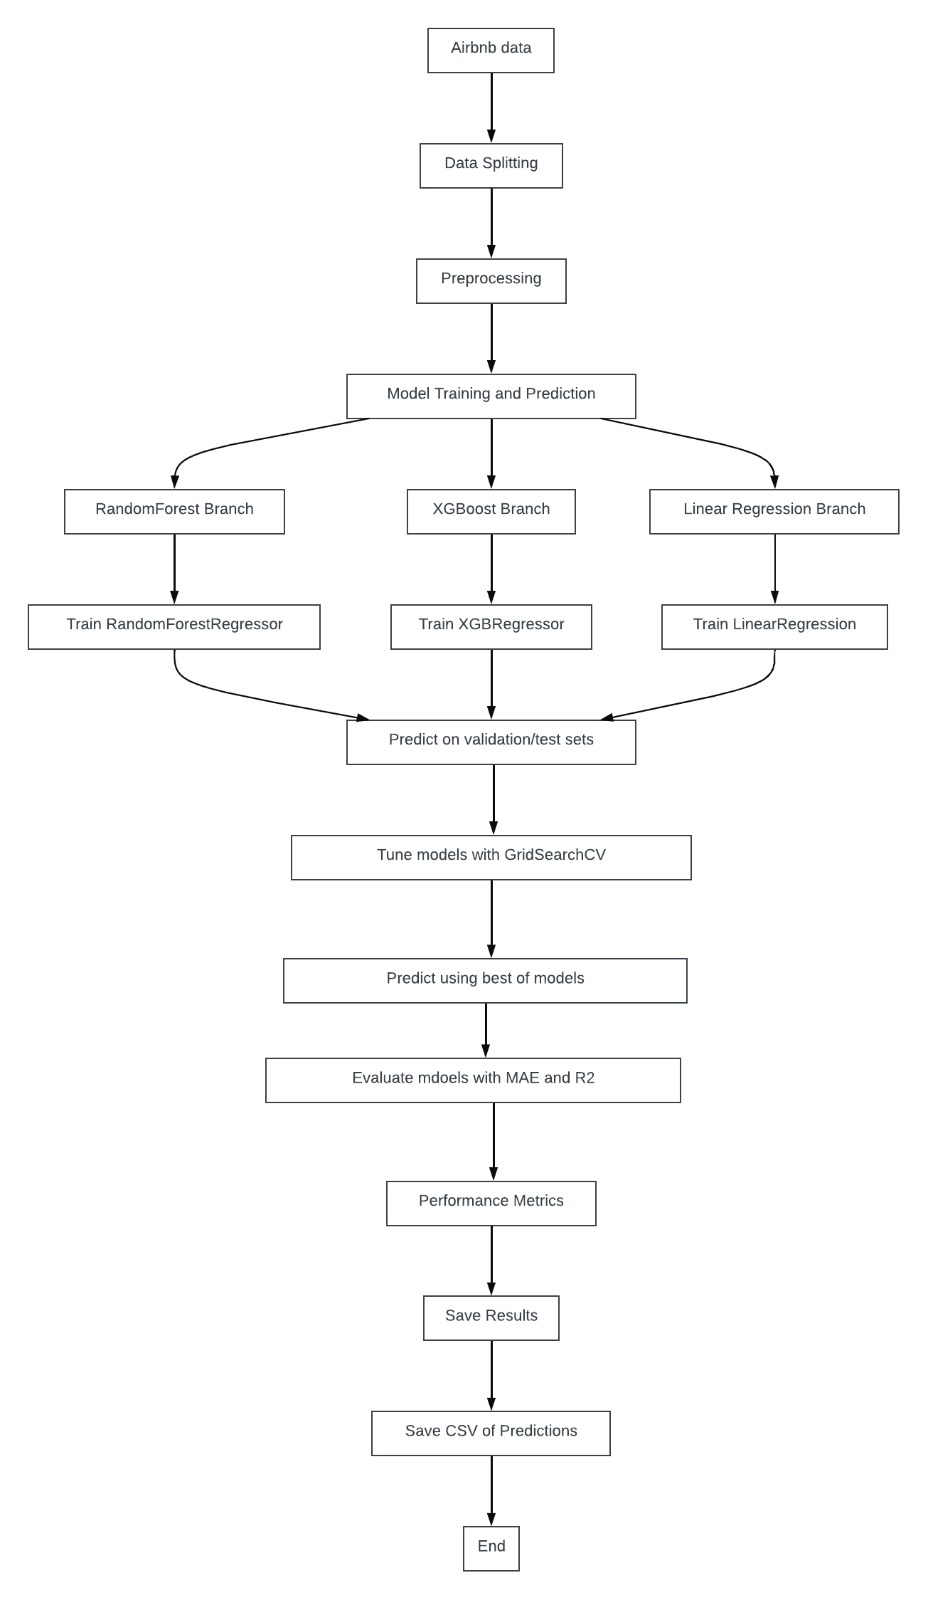 Airbnb data
Data Splitting
Preprocessing
Model Training and Prediction
RandomForest Branch
XGBoost Branch
Linear Regression Branch
Train RandomForestRegressor
Train XGBRegressor
Train LinearRegression
Predict on validation/test sets
Tune models with GridSearchCV
Predict using best of models
Evaluate mdoels with MAE and R2
Performance Metrics
Save Results
Save CSV of Predictions
End